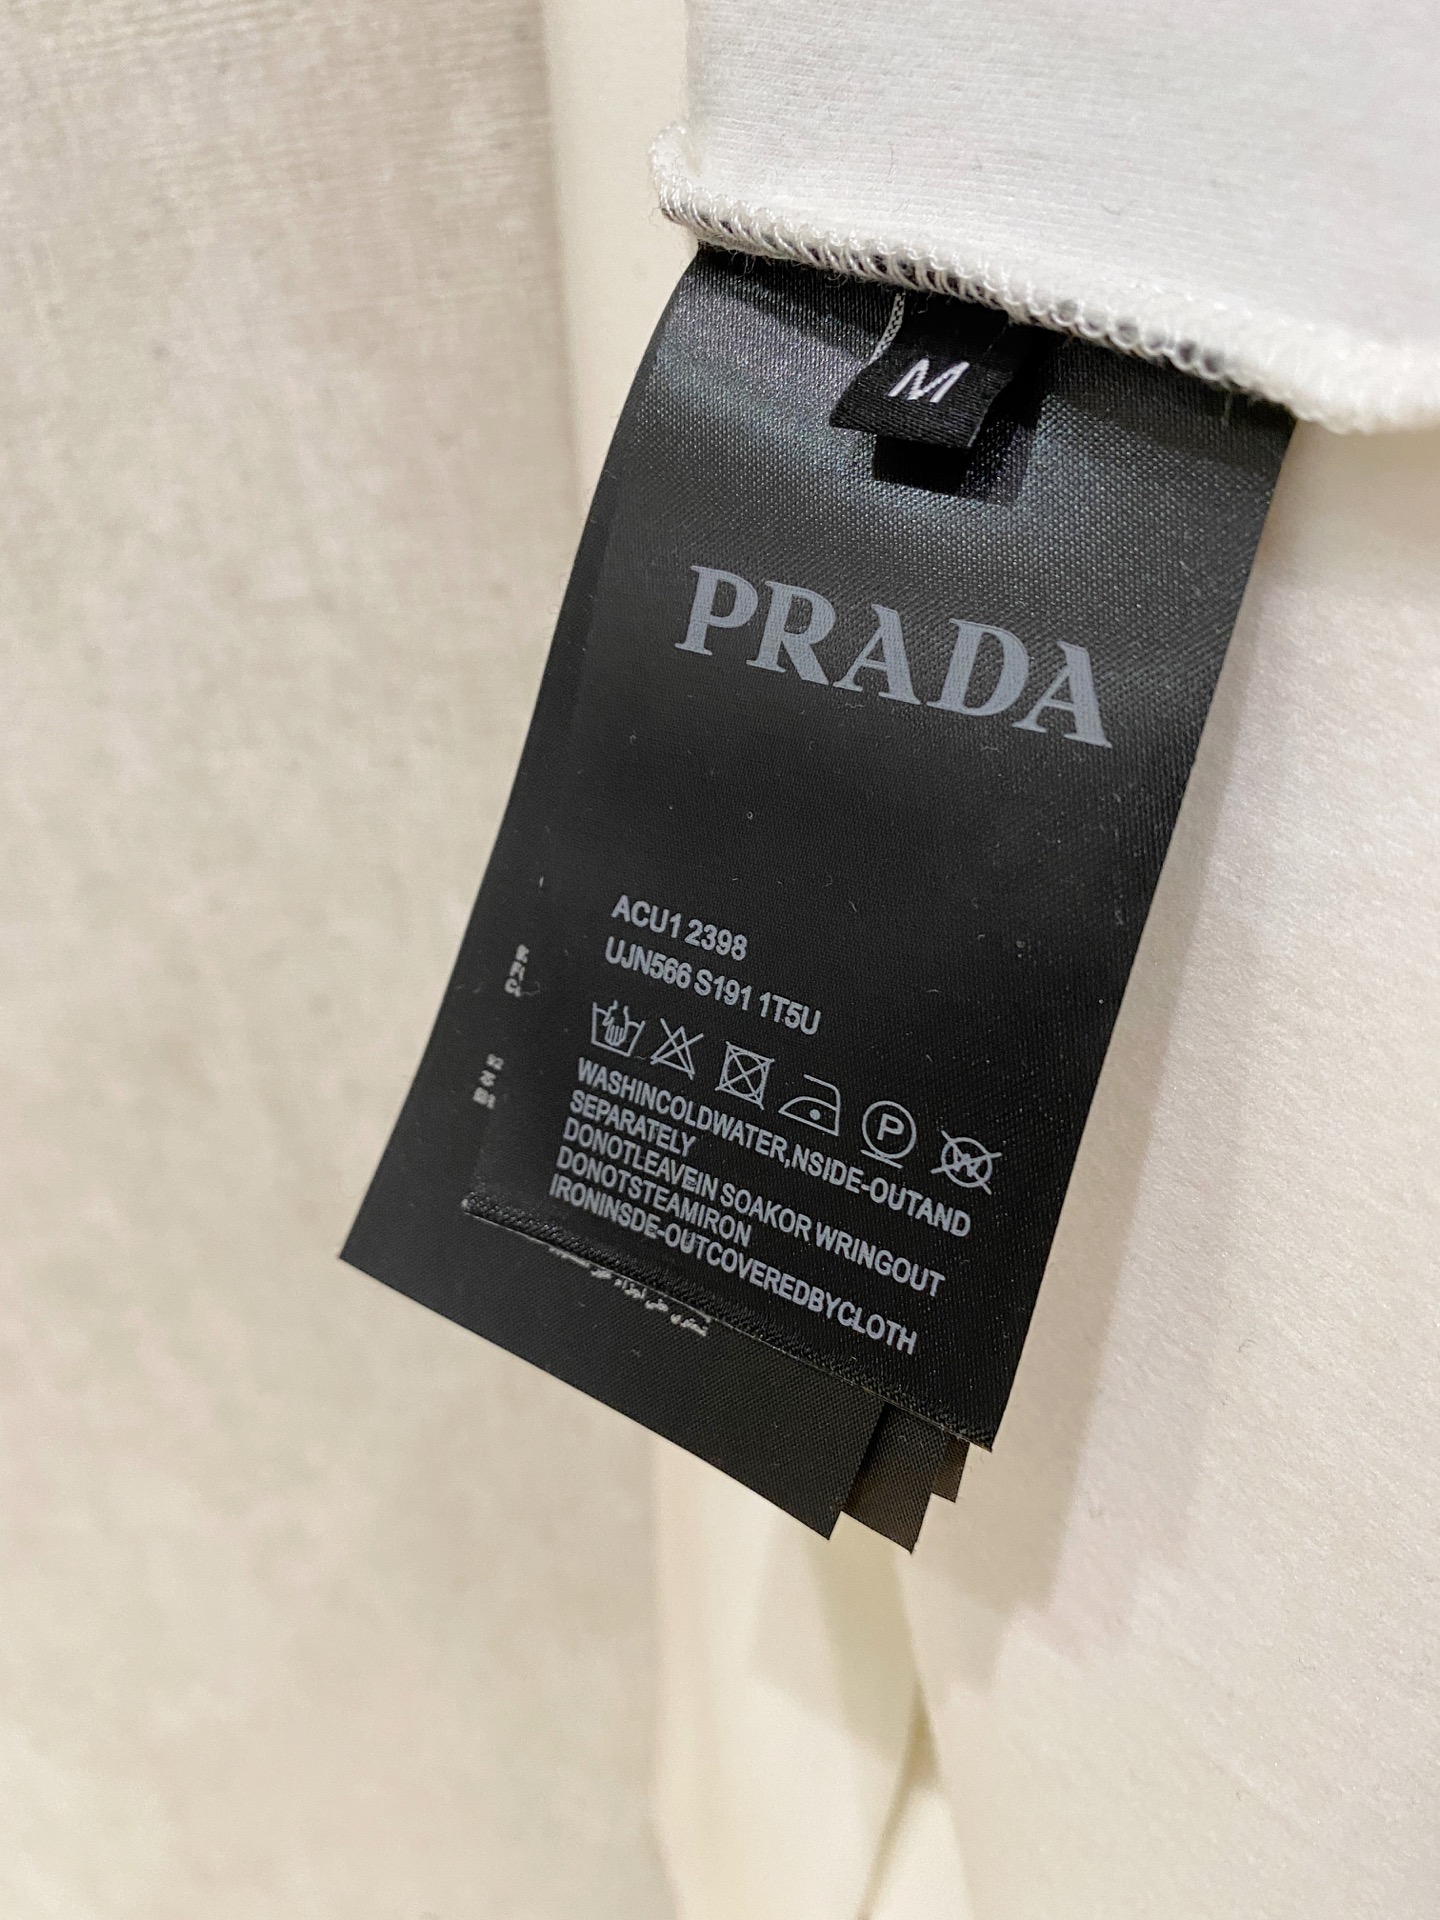 M
PRADA
ACU1 2398
UJN566 S191 1T5U
P
W
WASHINCOLDWATER,NSIDE-OUTAND
SEPARATELY
DONOTLEAVEIN SOAKOR WRINGOUT
DONOTSTEAMIRON
IRONINSDE-OUTCOVEREDBYCLOTH